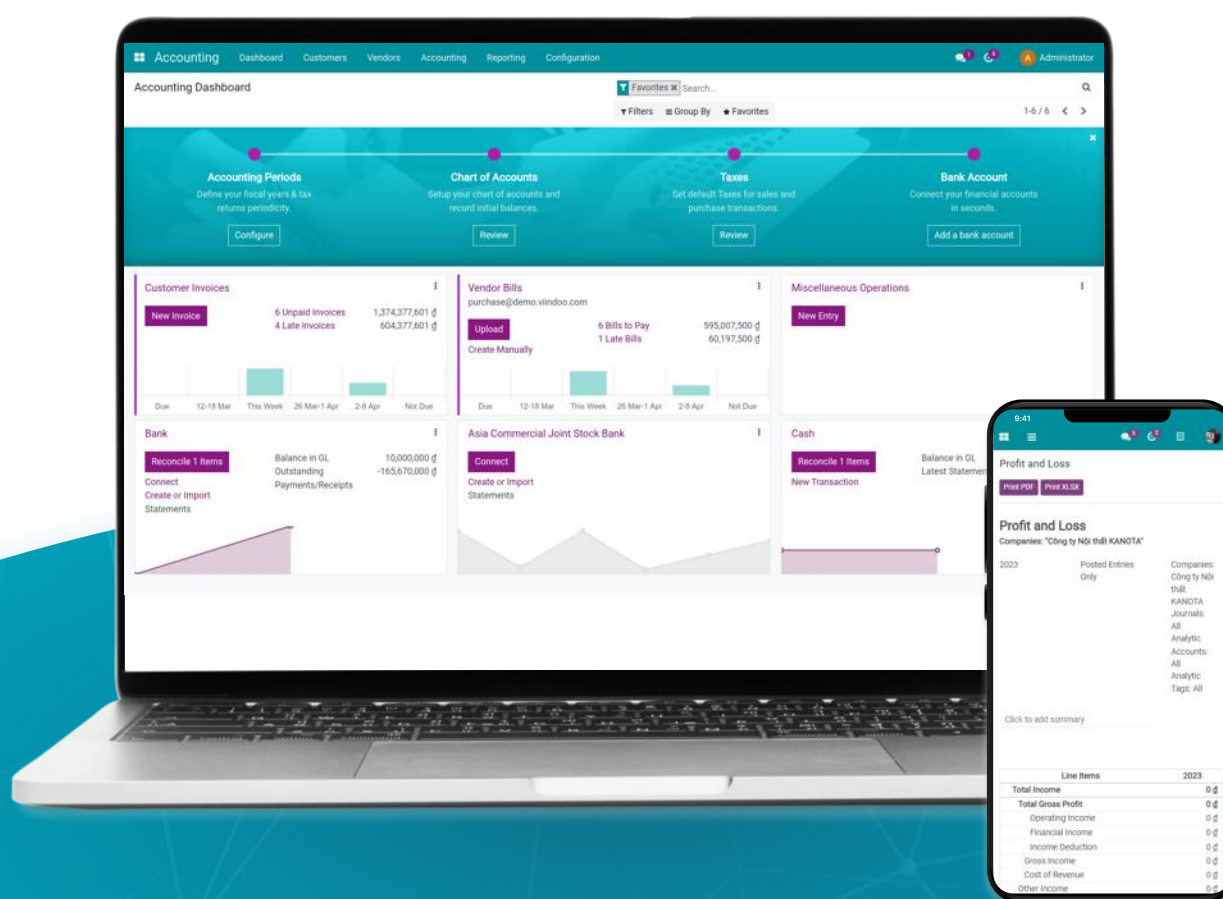 Accounting Dashboard Customers Vendors Accounting Reporting Configuration Administrator
Accounting Dashboard
Favorites Search...
Filters Group By Favorites 1-6 / 6
Accounting Periods
Define your fiscal years & tax
returns periodicity.
Configure
Chart of Accounts
Setup your chart of accounts and
record initial balances.
Review
Taxes
Set default Taxes for sales and
purchase transactions.
Review
Bank Account
Connect your financial accounts
in seconds.
Add a bank account
Customer Invoices
New Invoice
6 Unpaid Invoices 1,374,377,601 ₫
4 Late Invoices 604,377,601 ₫
Due 12-18 Mar This Week 26 Mar-1 Apr 2-8 Apr Not Due
Vendor Bills
purchase@demo.viindoo.com
Upload
Create Manually
6 Bills to Pay 595,007,500 ₫
1 Late Bills 60,197,500 ₫
Due 12-18 Mar This Week 26 Mar-1 Apr 2-8 Apr Not Due
Miscellaneous Operations
New Entry
Bank
Reconcile 1 Items
Connect
Create or Import
Statements
Balance in GL 10,000,000 ₫
Outstanding -165,670,000 ₫
Payments/Receipts
Asia Commercial Joint Stock Bank
Connect
Create or Import
Statements
Cash
Reconcile 1 Items
New Transaction
Balance in GL
Latest Statemen
9:41
Profit and Loss
Print PDF Print XLSX
Profit and Loss
Companies: "Công ty Nội thất KANOTA"
2023
Posted Entries
Only
Companies:
Công ty Nội
thất
KANOTA
Journals:
All
Analytic
Accounts:
All
Analytic
Tags: All
Click to add summary
Line Items 2023
Total Income 0 ₫
Total Gross Profit 0 ₫
Operating Income 0 ₫
Financial Income 0 ₫
Income Deduction 0 ₫
Gross Income 0 ₫
Cost of Revenue 0 ₫
Other Income 0 ₫